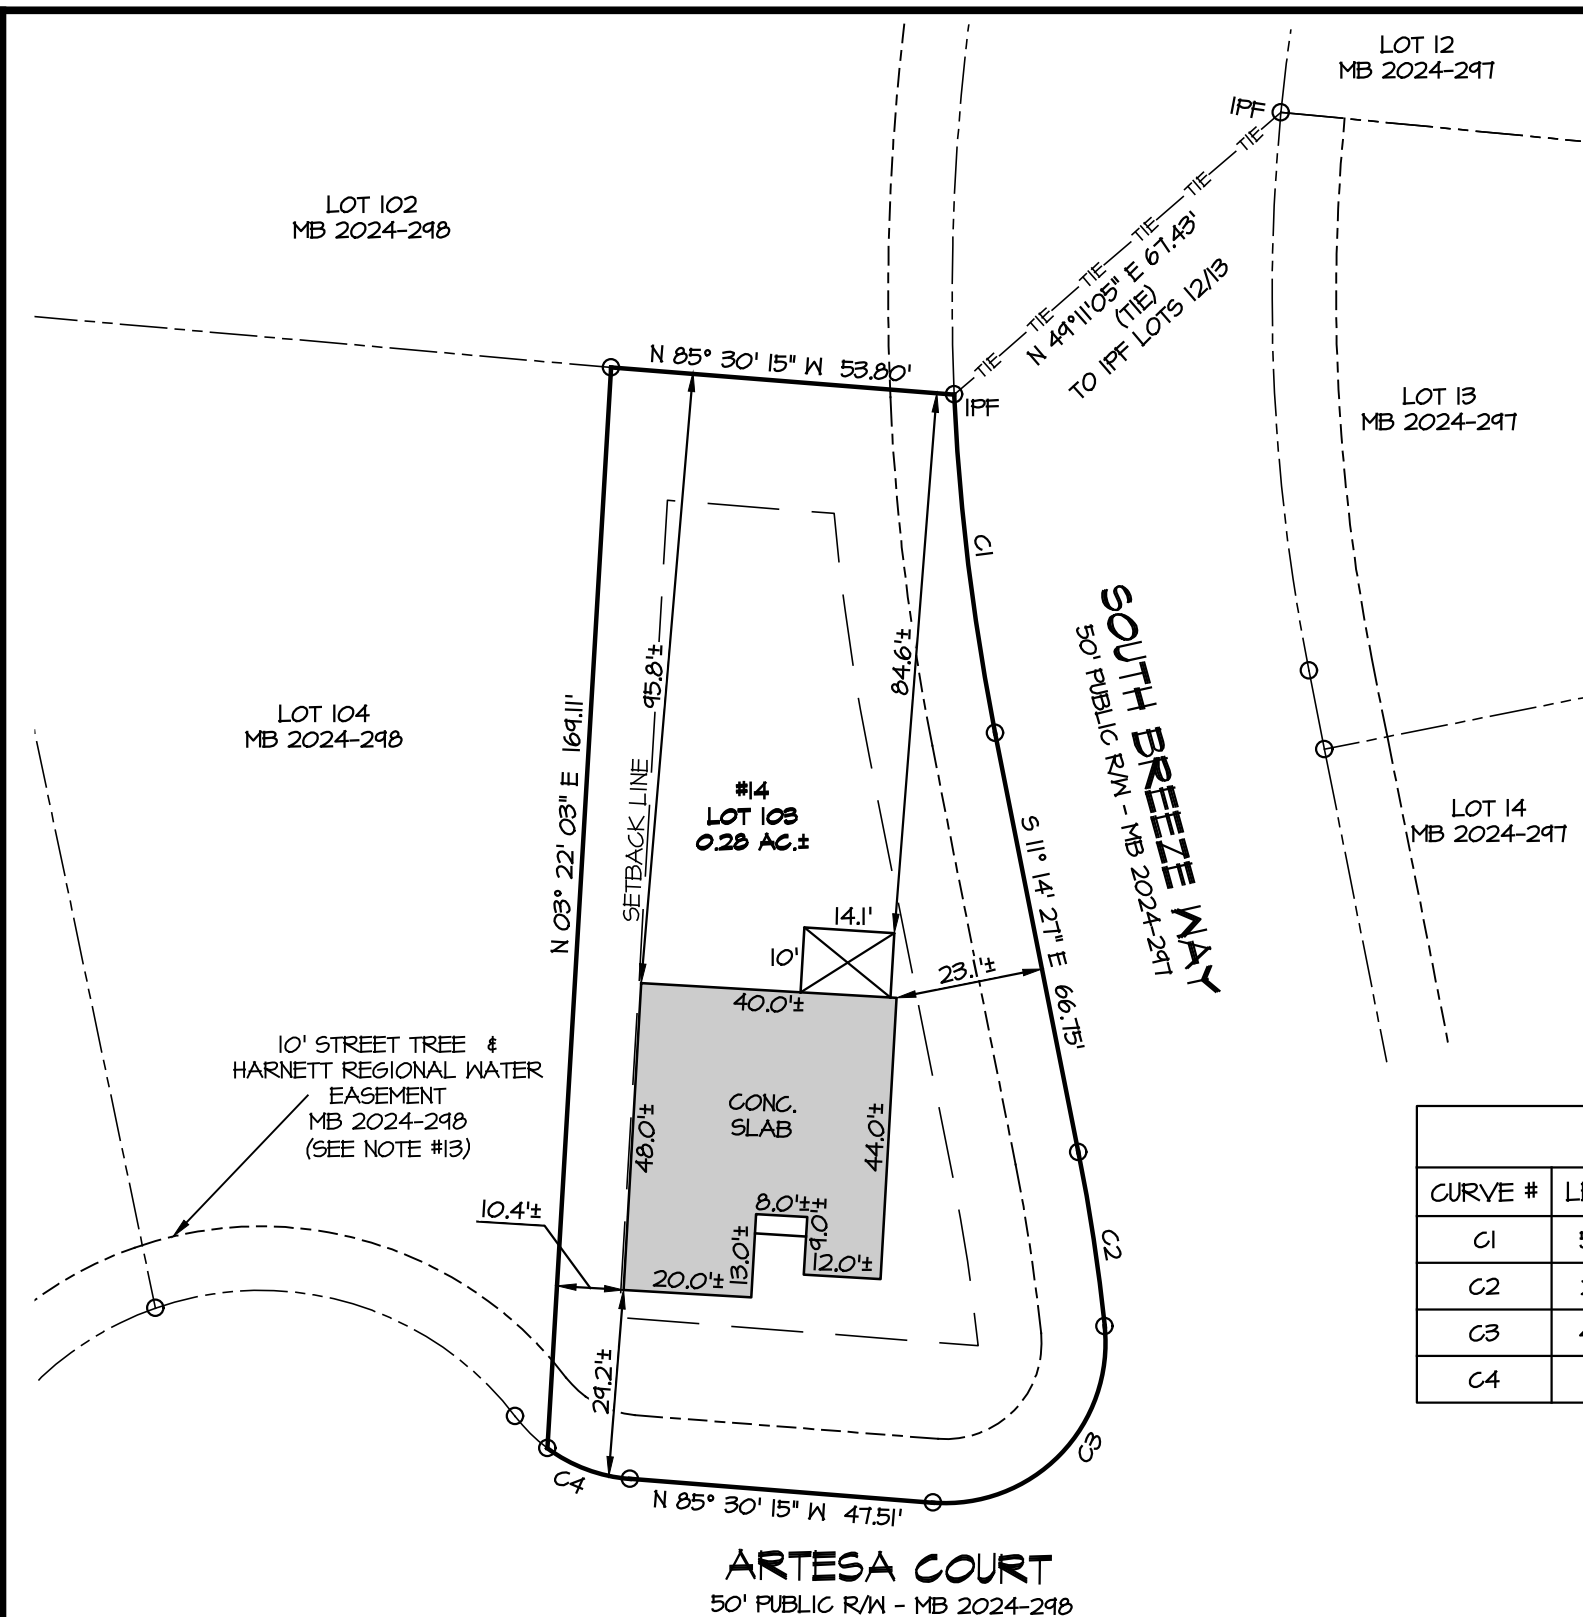 LOT 12
MB 2024-297
IPF
TIE
TIE
TIE
TIE
TIE
TIE
N 49°11'05" E 67.43'
(TIE)
TO IPF LOTS 12/13
LOT 102
MB 2024-298
N 85° 30' 15" W 53.80'
IPF
LOT 13
MB 2024-297
C1
SOUTH BREEZE WAY
50' PUBLIC R/W - MB 2024-297
84.6'±
95.8'±
LOT 104
MB 2024-298
N 03° 22' 03" E 169.11'
SETBACK LINE
#14
LOT 103
0.28 AC.±
LOT 14
MB 2024-297
S 11° 14' 27" E 66.75'
14.1'
10'
23.1'±
40.0'±
10' STREET TREE &
HARNETT REGIONAL WATER
EASEMENT
MB 2024-298
(SEE NOTE #13)
CONC.
SLAB
48.0'±
44.0'±
CURVE #
C1
C2
C3
C4
10.4'±
8.0'±
9.0'±
13.0'±
20.0'±
12.0'±
C2
29.2'±
C3
C4
N 85° 30' 15" W 47.51'
ARTESA COURT
50' PUBLIC R/W - MB 2024-298